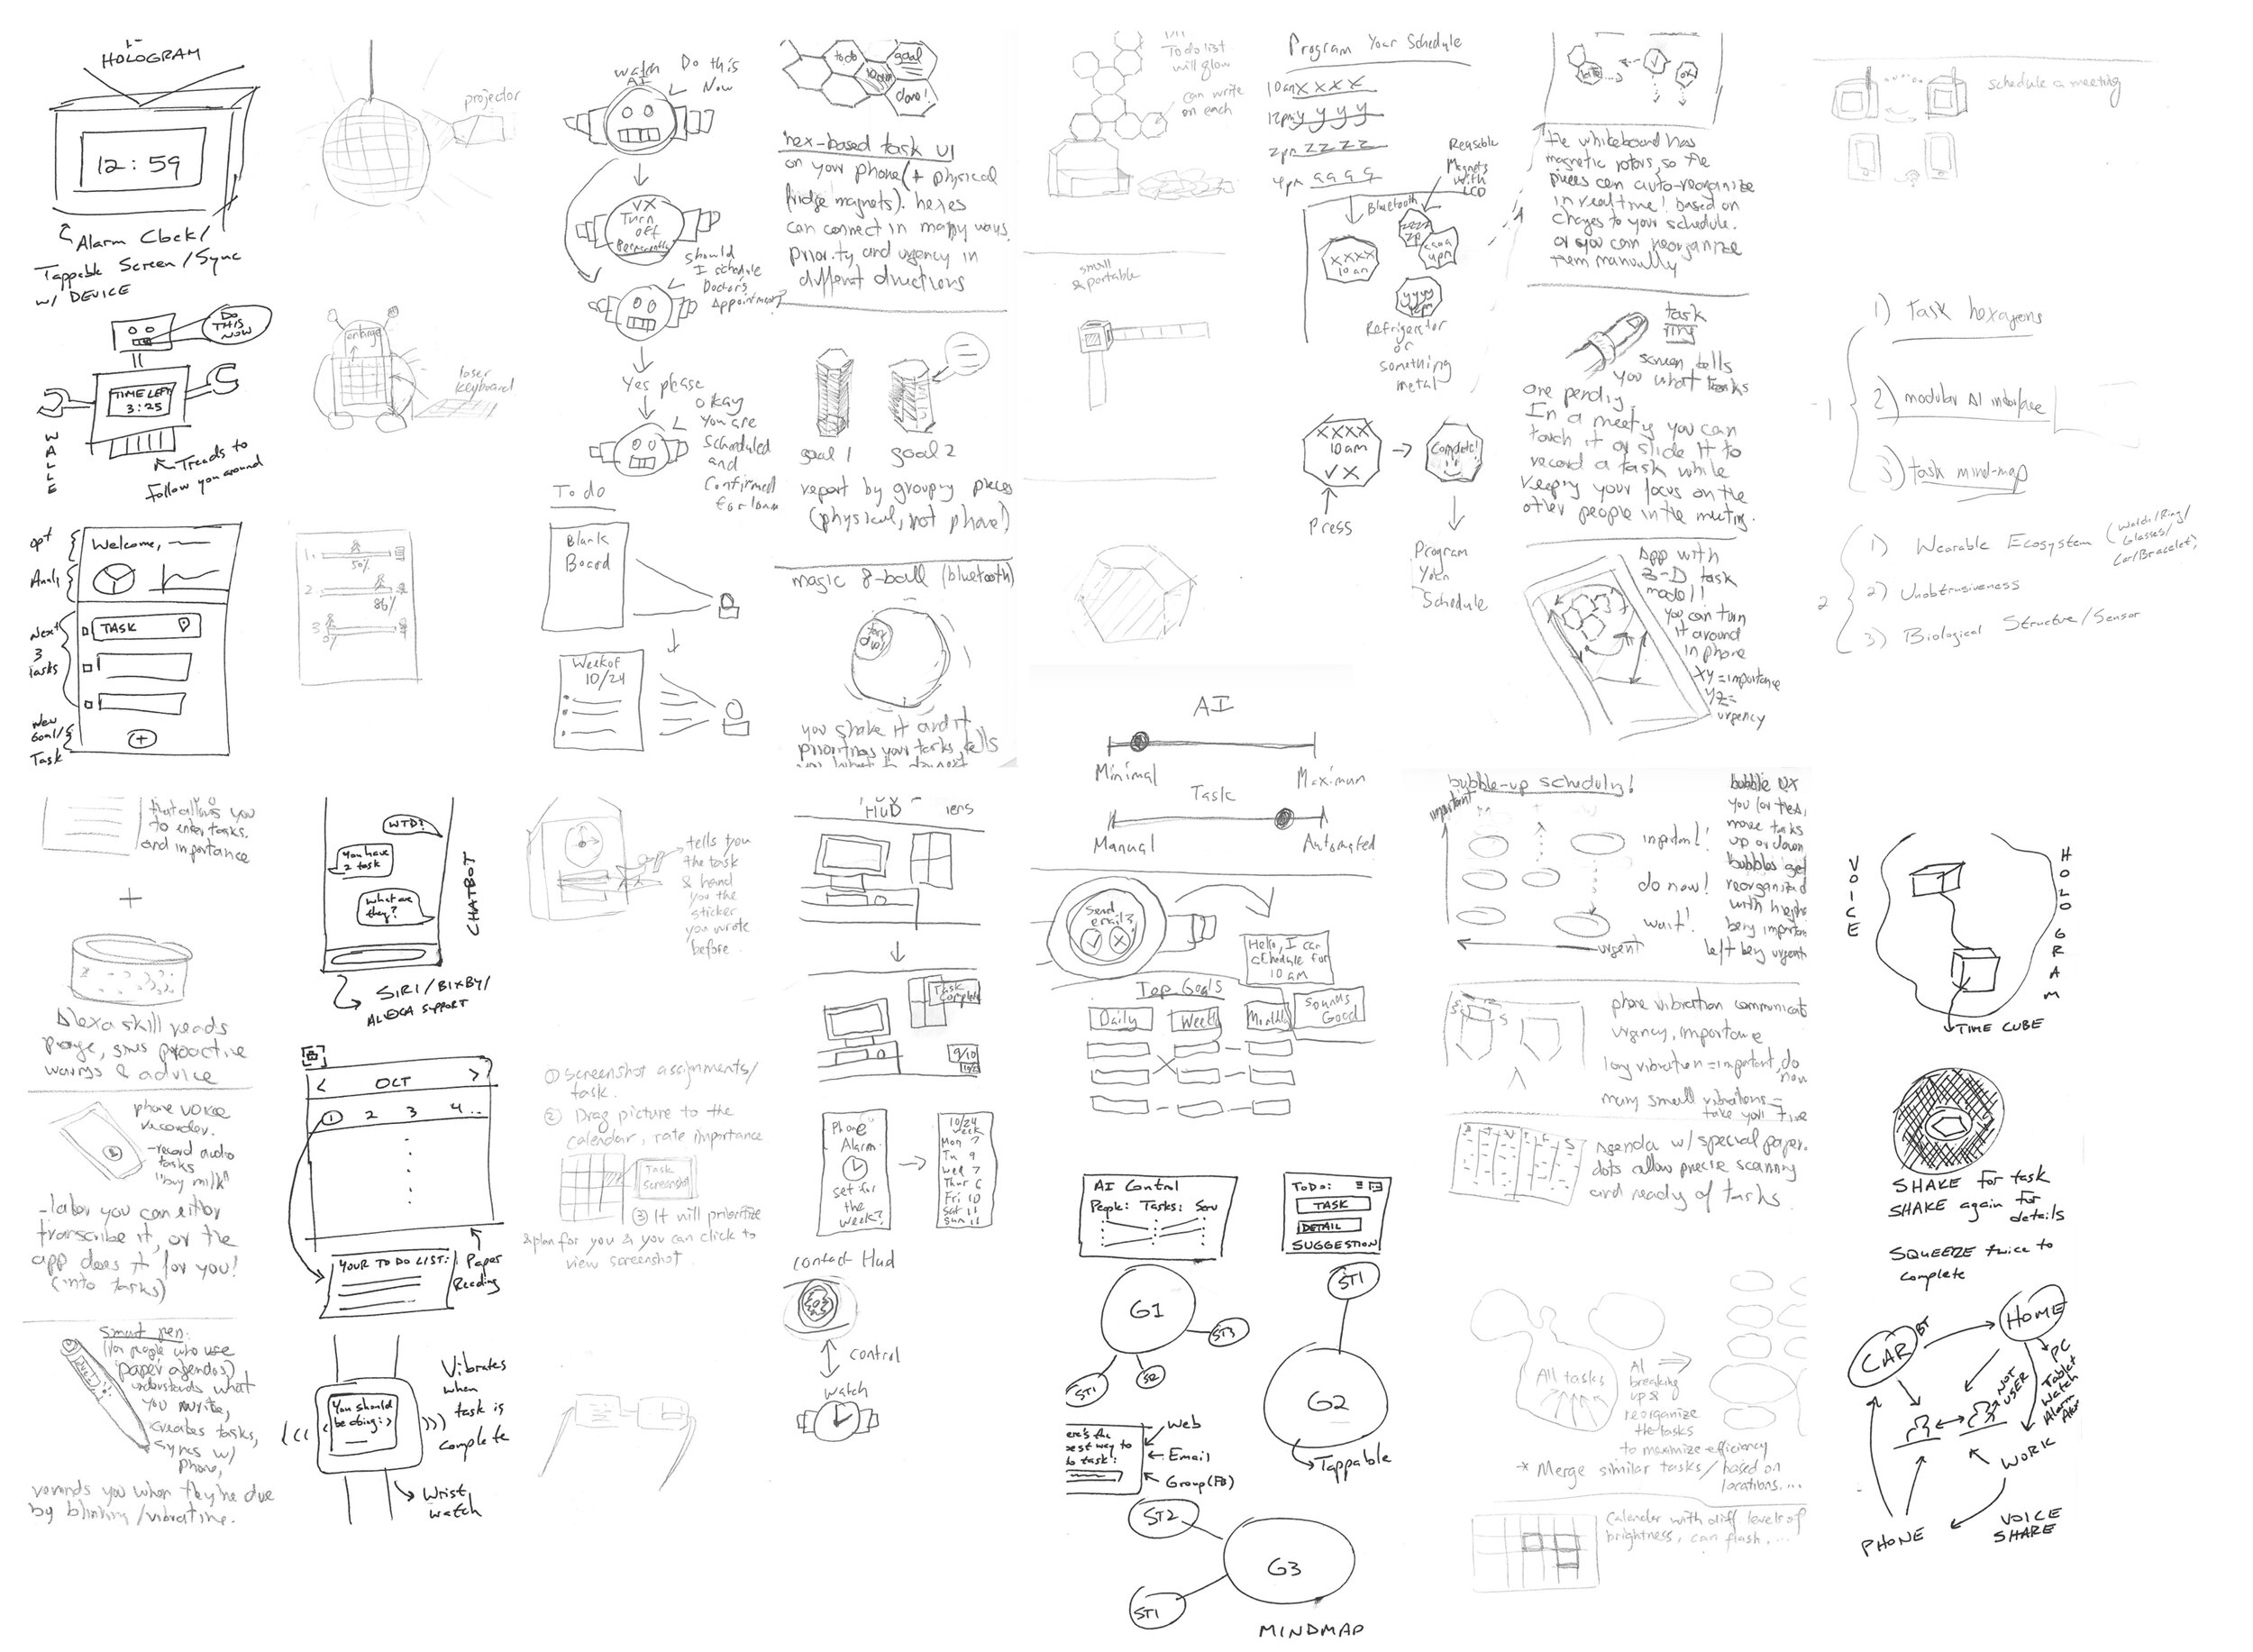 HOLOGRAM
12:59
Alarm Clock/
Tappable Screen/Sync
w/ DEVICE
DO
THIS
NOW
TIME LEFT
3:25
WALLE
Treads to
follow you around
opt
Analy
Next
3
tasks
New
Goal/
Task
Welcome,
TASK
+
projector
enlarge
laser
keyboard
1.
50%
2.
86%
3.
0%
watch
AI
Do this
Now
VX
Turn
off
Permanently
should
I schedule
Doctor's
Appointment?
Yes please
okay
You are
Scheduled
and
Confirmed
for 10am
To do
Blank
Board
Week of
10/24
to do
goal
10am
done!
hex-based task UI
on your phone (+ physical
fridge magnets). hexes
can connect in many ways.
priority and urgency in
different directions
goal 1
goal 2
report by grouping pieces
(physical, not phone!)
magic 8-ball (bluetooth)
you shake it and it
prioritizes your tasks, tells
To do list
will glow
can write
on each
small
& portable
Program Your Schedule
10am XXXX
12pm yyyy
2pm ZZZZ
4pm aaaa
Bluetooth
Reusable
Magnets
with
LCD
XXXX
10 am
ZZZZ
2p
aaaa
4pm
yyyy
12pm
Refrigerator
or
something
metal
XXXX
10am
✓ X
Complete!
Press
Program
Your
Schedule
the whiteboard has
magnetic rotors, so the
pieces can auto-reorganize
in realtime! based on
changes to your schedule.
or you can reorganize
them manually
task
ring
screen tells
you what tasks
are pending.
In a meeting you can
touch it or slide it to
record a task while
keeping your focus on the
other people in the meeting.
App with
3-D task
model!
you can turn
it around
in phone
XY = importance
YZ =
urgency
schedule a meeting
1) Task hexagons
2) modular AI interface
3) task mind-map
1
1) Wearable Ecosystem (Watch/Ring/
Glasses/
Car/Bracelet)
2) Unobtrusiveness
3) Biological Structure/Sensor
2
AI
Minimal
Maximum
Task
Manual
Automated
that allows you
to enter tasks.
and importance
+
Alexa skill reads
page, gives proactive
warnings & advice
phone voice
recorder.
-record audio
tasks
"buy milk"
-later you can either
transcribe it, or the
app does it for you!
(into tasks)
smart pen
(for people who use
paper agendas)
understands what
you write,
creates tasks,
syncs w/
phone,
reminds you when they're due
by blinking/vibrating.
WTD?
You have
2 task
What are
they?
CHATBOT
SIRI/BIXBY/
ALEXA SUPPORT
< OCT >
1 2 3 4..
YOUR TO DO LIST:
Paper
Reading
You should
be doing:
Vibrates
when
task is
complete
Wrist
watch
tells you
the task
& hand
you the
sticker
you wrote
before
① Screenshot assignments/
task.
② Drag picture to the
calendar, rate importance
Task
screenshot
③ It will prioritize
& plan for you & you can click to
view screenshot
HUD lens
Task
Complete
9/10
Phone
Alarm
set for
the
week?
10/24
week
Mon 7
Tu 9
Wed 7
Thur 6
Fri 10
Sat 11
Sun 11
contact Hud
control
watch
Send
email?
Hello, I can
schedule for
10 am
Sounds
Good
Top Goals
Daily
Weekly
Monthly
AI Control
People: Tasks: Serv
ToDo:
TASK
DETAIL
SUGGESTION
G1
ST1
ST3
G2
ST1
Tappable
ere's the
best way to
do task:
Web
Email
Group(FB)
ST2
G3
ST1
MINDMAP
bubble-up scheduling!
important
important!
do now!
wait!
urgent
bubble UX
you (or the AI)
move tasks
up or down
bubbles get
reorganized
with height
being important
left being urgent
phone vibration communicates
urgency, importance
long vibration = important, do
now
many small vibrations =
take your time
Agenda w/ special paper.
dots allow precise scanning
and ready of tasks
All tasks
AI
breaking
up &
reorganize
the tasks
to maximize efficiency
* Merge similar tasks/based on
locations,...
Calander with diff levels of
brightness, can flash,...
VOICE
HOLOGRAM
TIME CUBE
SHAKE for task
SHAKE again for
details
SQUEEZE twice to
complete
CAR
BT
HOME
PC
Tablet
Watch
Alarm
NOT
USER
WORK
PHONE
VOICE
SHARE